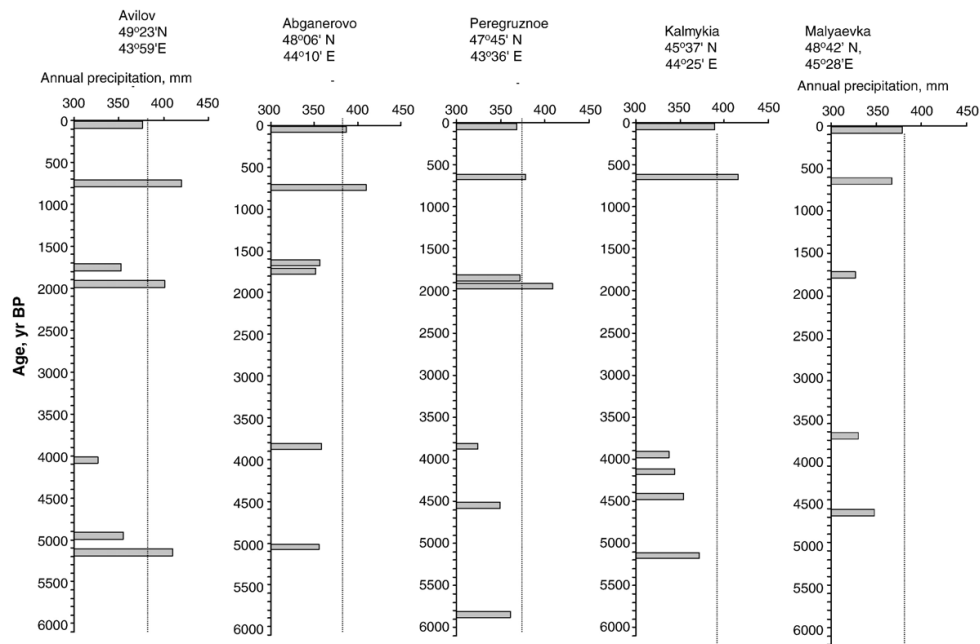 Avilov
49º23'N
43º59'E
Abganerovo
48º06' N
44º10' E
Peregruznoe
47º45' N
43º36' E
Kalmykia
45º37' N
44º25' E
Malyaevka
48º42' N,
45º28'E
Annual precipitation, mm
300 350 400 450
300 350 400 450
300 350 400 450
300 350 400 450
Annual precipitation, mm
300 350 400 450
Age, yr BP
0
500
1000
1500
2000
2500
3000
3500
4000
4500
5000
5500
6000
0
500
1000
1500
2000
2500
3000
3500
4000
4500
5000
5500
6000
0
500
1000
1500
2000
2500
3000
3500
4000
4500
5000
5500
6000
0
500
1000
1500
2000
2500
3000
3500
4000
4500
5000
5500
6000
0
500
1000
1500
2000
2500
3000
3500
4000
4500
5000
5500
6000